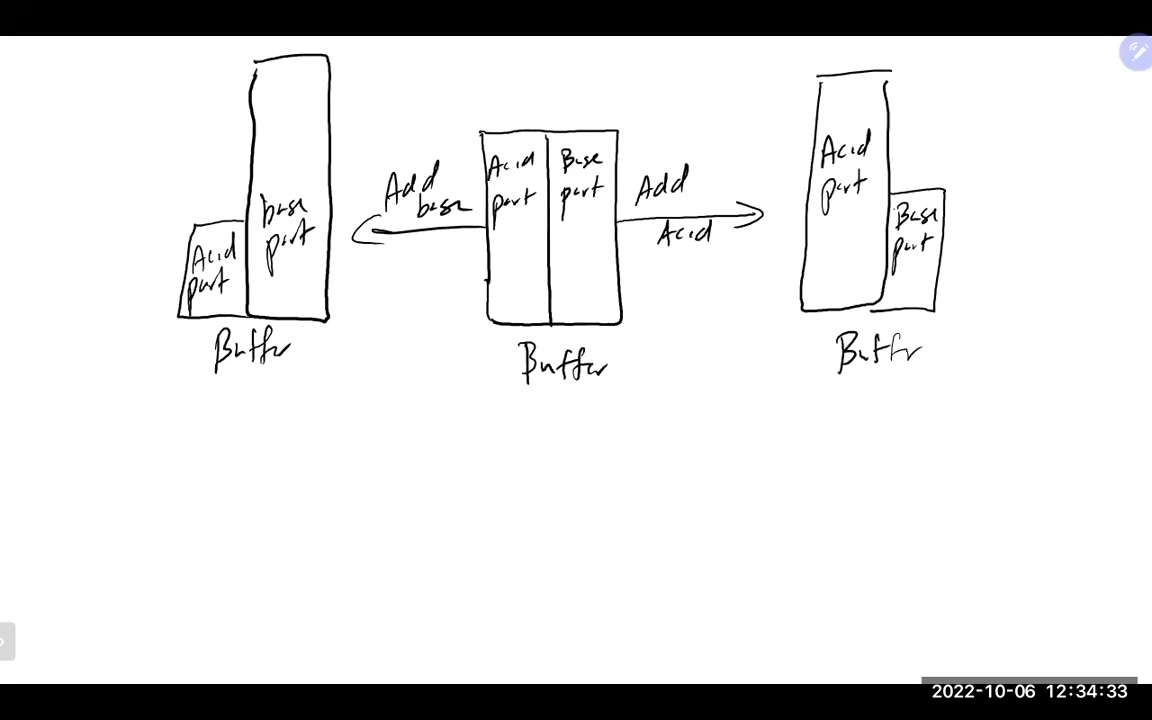 Acid
part
base
part
Buffer
Add
base
Acid
part
Base
part
Buffer
Add
Acid
Acid
part
Base
part
Buffer
2022-10-06 12:34:33